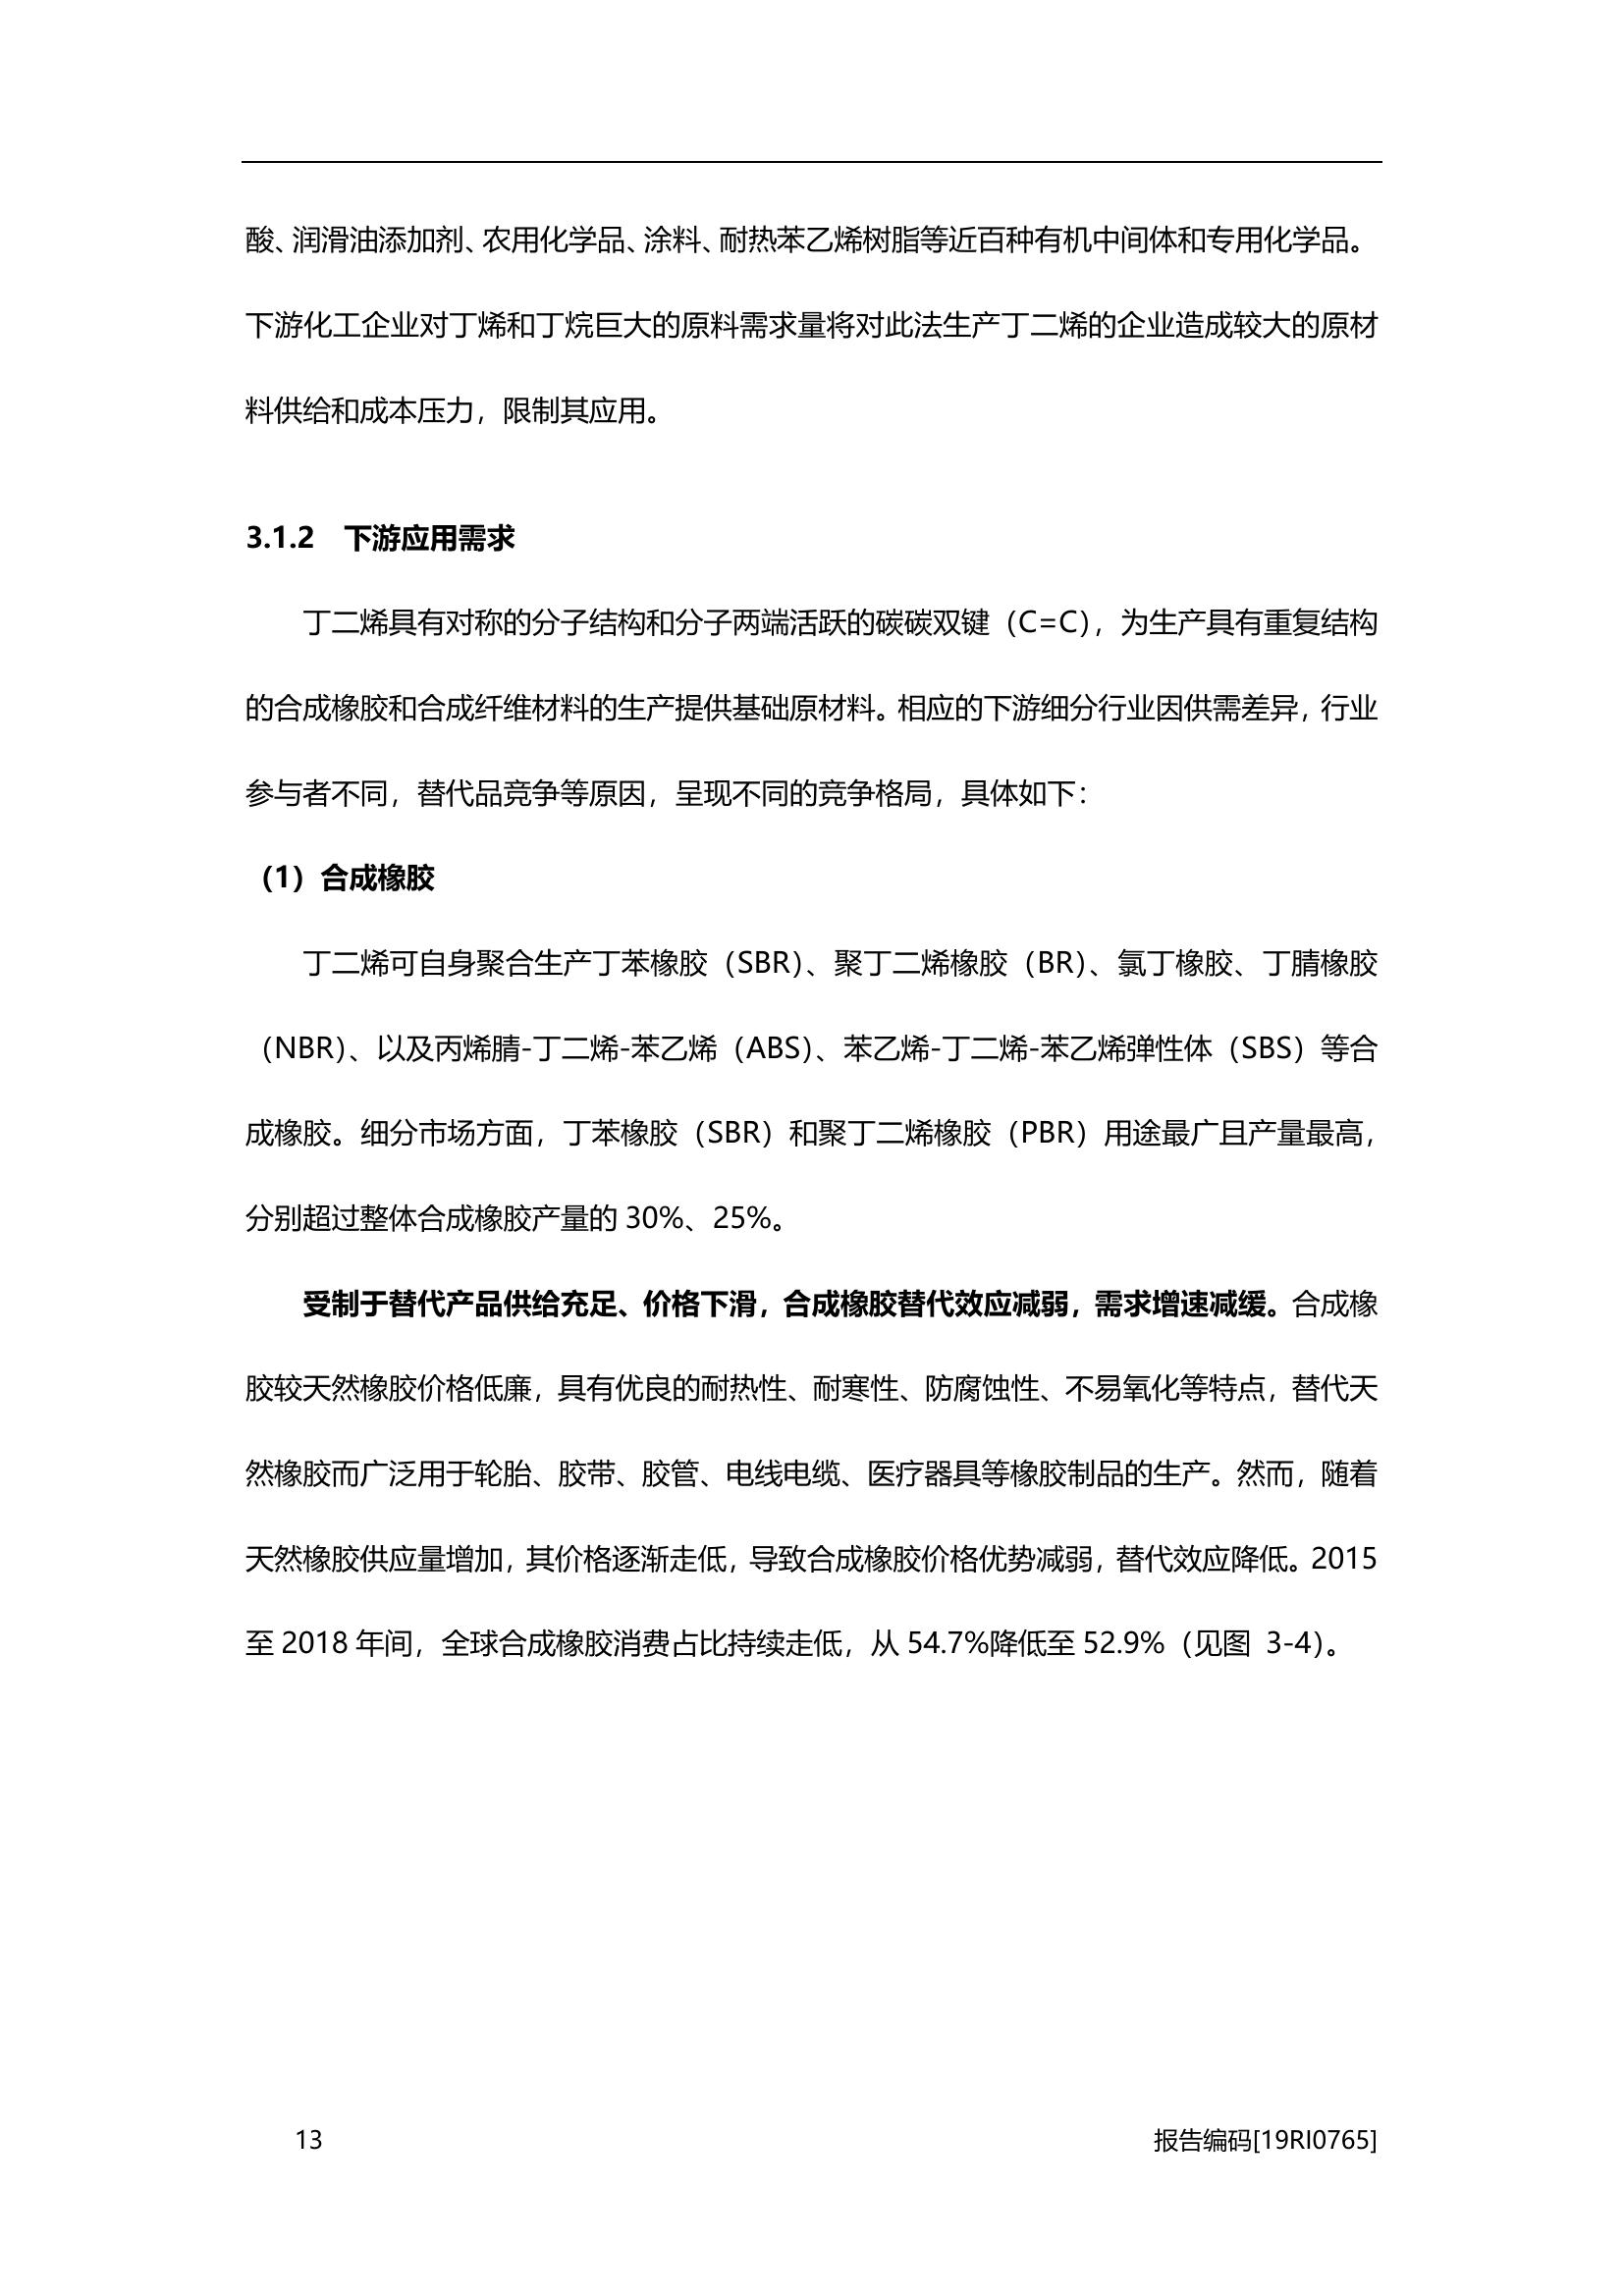 酸、润滑油添加剂、农用化学品、涂料、耐热苯乙烯树脂等近百种有机中间体和专用化学品。
下游化工企业对丁烯和丁烷巨大的原料需求量将对此法生产丁二烯的企业造成较大的原材
料供给和成本压力，限制其应用。
3.1.2 下游应用需求
丁二烯具有对称的分子结构和分子两端活跃的碳碳双键（C=C），为生产具有重复结构
的合成橡胶和合成纤维材料的生产提供基础原材料。相应的下游细分行业因供需差异，行业
参与者不同，替代品竞争等原因，呈现不同的竞争格局，具体如下：
（1）合成橡胶
丁二烯可自身聚合生产丁苯橡胶（SBR）、聚丁二烯橡胶（BR）、氯丁橡胶、丁腈橡胶
（NBR）、以及丙烯腈-丁二烯-苯乙烯（ABS）、苯乙烯-丁二烯-苯乙烯弹性体（SBS）等合
成橡胶。细分市场方面，丁苯橡胶（SBR）和聚丁二烯橡胶（PBR）用途最广且产量最高，
分别超过整体合成橡胶产量的 30%、25%。
受制于替代产品供给充足、价格下滑，合成橡胶替代效应减弱，需求增速减缓。合成橡
胶较天然橡胶价格低廉，具有优良的耐热性、耐寒性、防腐蚀性、不易氧化等特点，替代天
然橡胶而广泛用于轮胎、胶带、胶管、电线电缆、医疗器具等橡胶制品的生产。然而，随着
天然橡胶供应量增加，其价格逐渐走低，导致合成橡胶价格优势减弱，替代效应降低。2015
至 2018 年间，全球合成橡胶消费占比持续走低，从 54.7%降低至 52.9%（见图 3-4）。
13 报告编码[19RI0765]